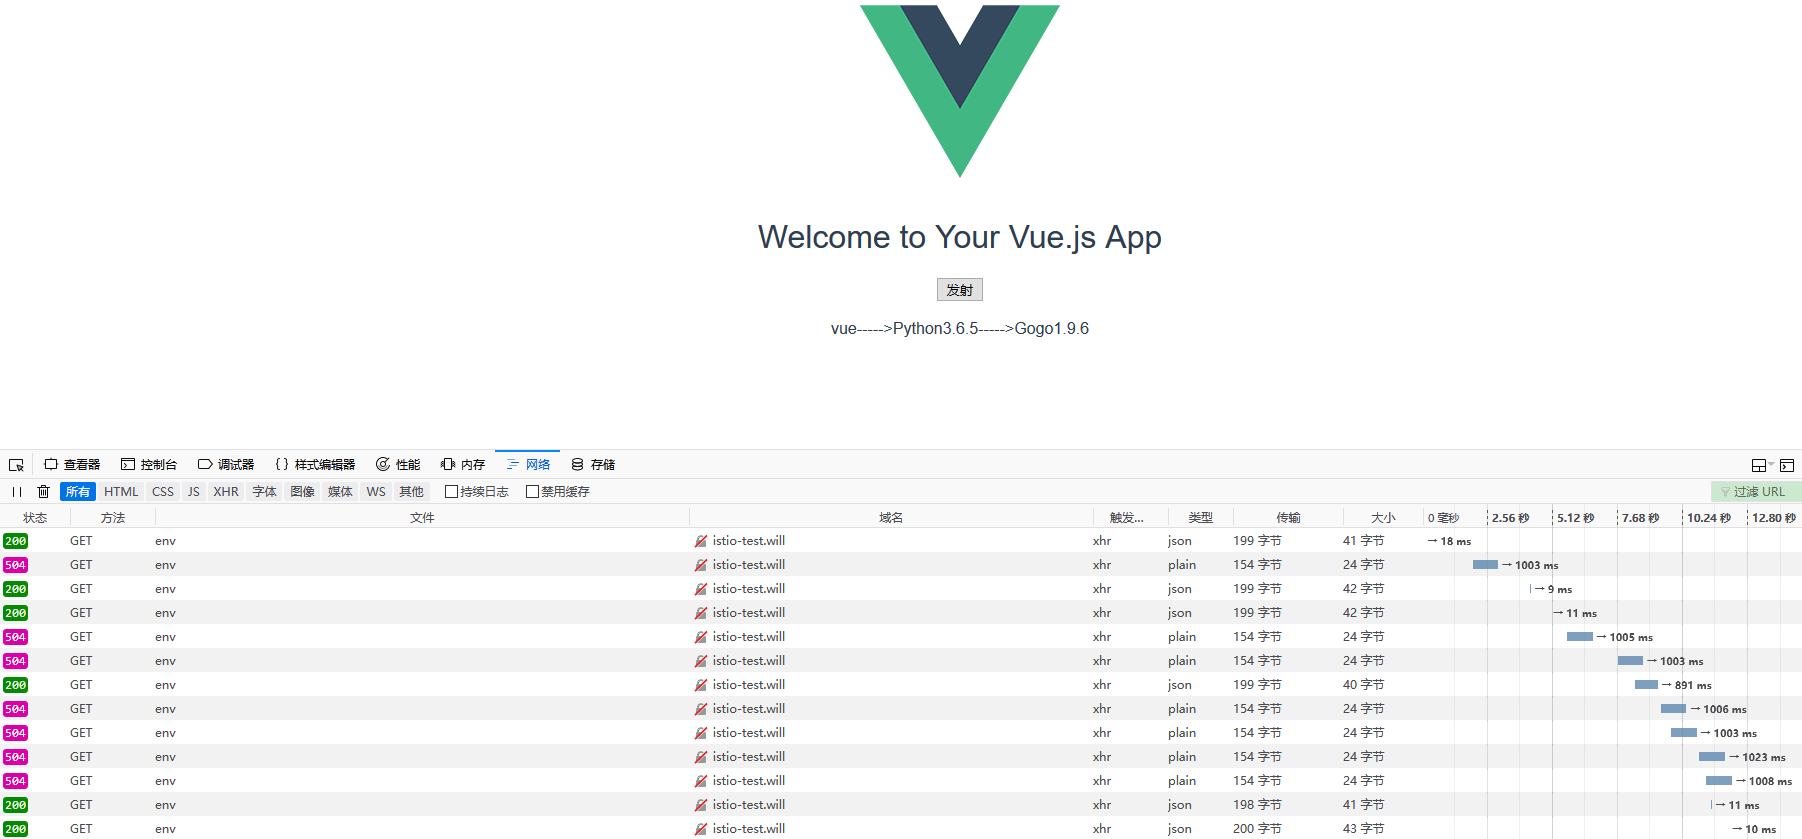 Welcome to Your Vue.js App
发射
vue----->Python3.6.5----->Gogo1.9.6
查看器 控制台 调试器 {} 样式编辑器 性能 内存 网络 存储
所有 HTML CSS JS XHR 字体 图像 媒体 WS 其他 持续日志 禁用缓存 过滤 URL
状态 方法 文件 域名 触发... 类型 传输 大小 0 毫秒 2.56 秒 5.12 秒 7.68 秒 10.24 秒 12.80 秒
200 GET env istio-test.will xhr json 199 字节 41 字节 → 18 ms
504 GET env istio-test.will xhr plain 154 字节 24 字节 → 1003 ms
200 GET env istio-test.will xhr json 199 字节 42 字节 → 9 ms
200 GET env istio-test.will xhr json 199 字节 42 字节 → 11 ms
504 GET env istio-test.will xhr plain 154 字节 24 字节 → 1005 ms
504 GET env istio-test.will xhr plain 154 字节 24 字节 → 1003 ms
200 GET env istio-test.will xhr json 199 字节 40 字节 → 891 ms
504 GET env istio-test.will xhr plain 154 字节 24 字节 → 1006 ms
504 GET env istio-test.will xhr plain 154 字节 24 字节 → 1003 ms
504 GET env istio-test.will xhr plain 154 字节 24 字节 → 1023 ms
504 GET env istio-test.will xhr plain 154 字节 24 字节 → 1008 ms
200 GET env istio-test.will xhr json 198 字节 41 字节 → 11 ms
200 GET env istio-test.will xhr json 200 字节 43 字节 → 10 ms